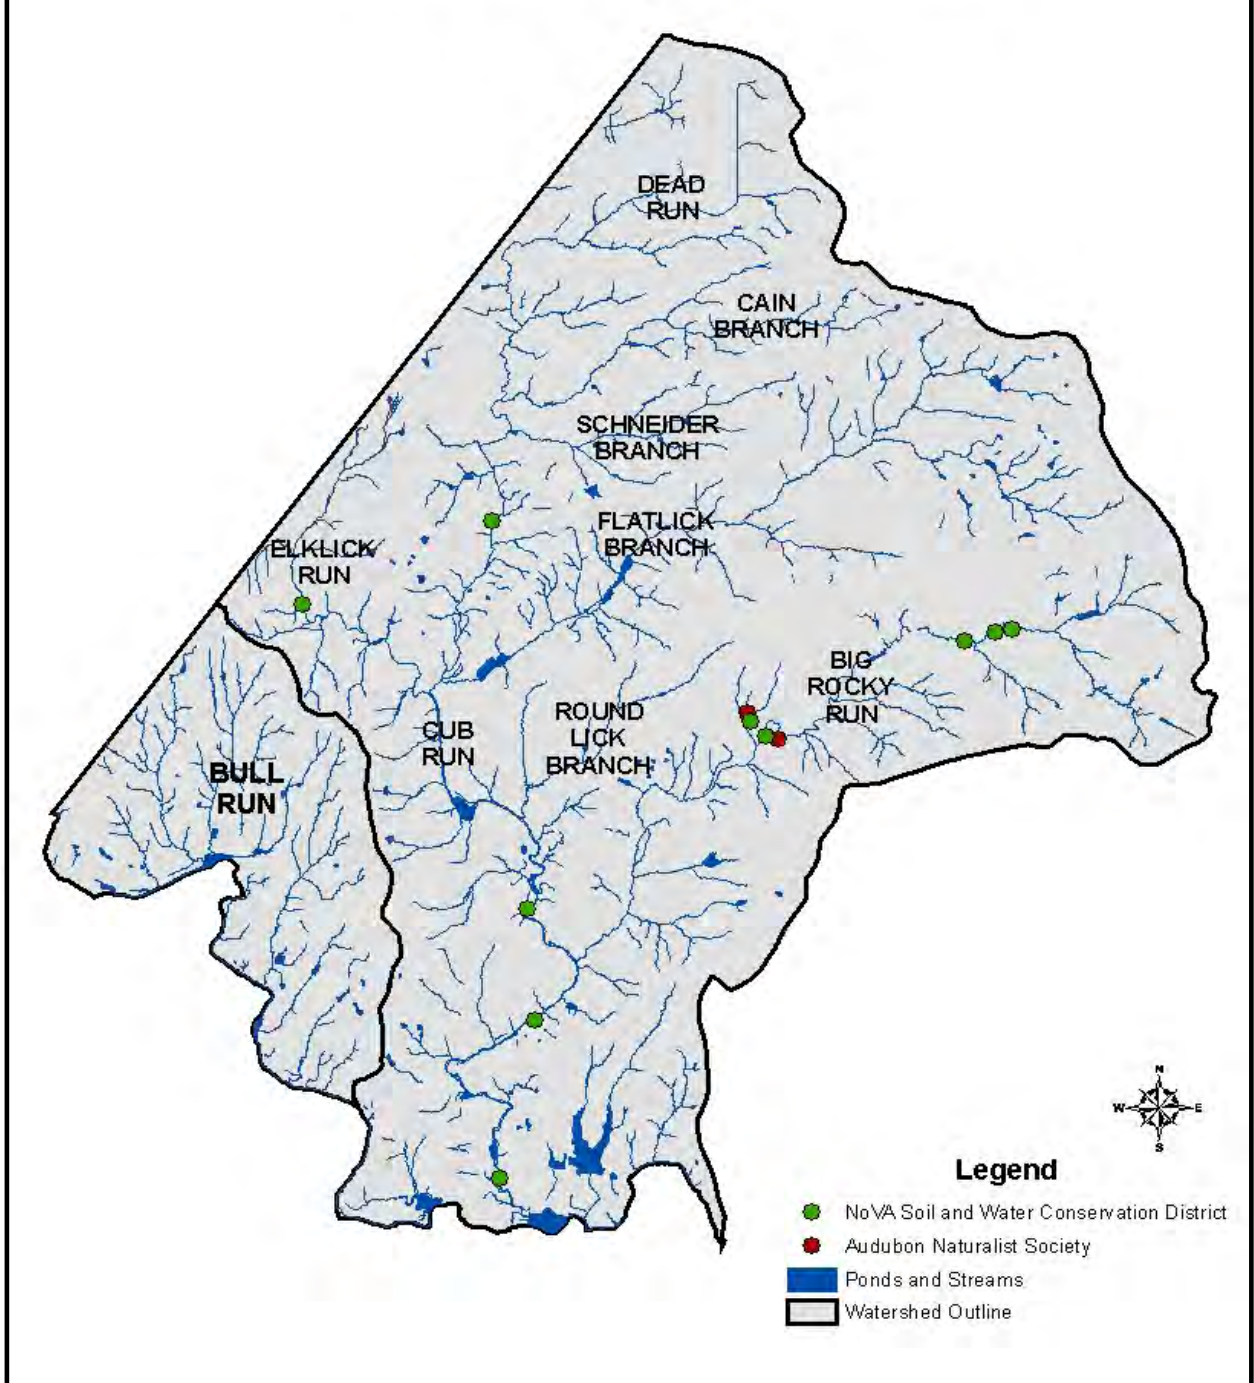 DEAD
RUN
CAIN
BRANCH
SCHNEIDER
BRANCH
FLATLICK
BRANCH
ELKLICK
RUN
BIG
ROCKY
RUN
ROUND
LICK
BRANCH
CUB
RUN
BULL
RUN
N
W
E
S
Legend
NoVA Soil and Water Conservation District
Audubon Naturalist Society
Ponds and Streams
Watershed Outline